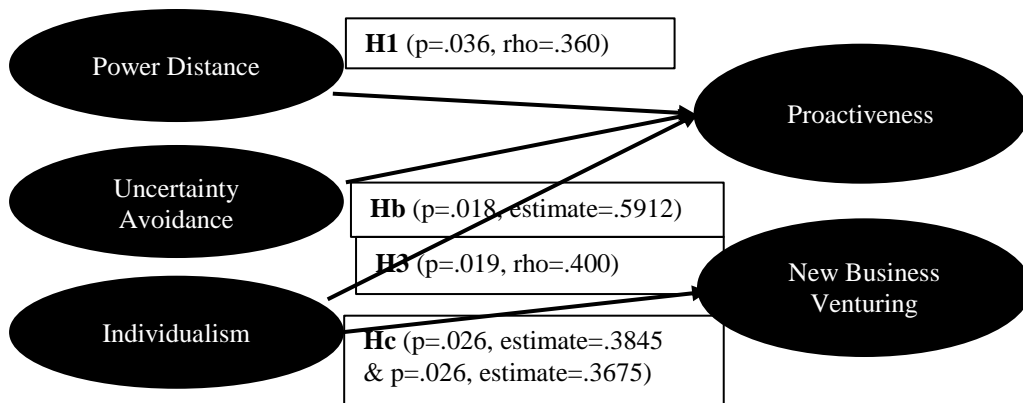 H1 (p=.036, rho=.360)
Power Distance
Proactiveness
Uncertainty
Avoidance
Hb (p=.018, estimate=.5912)
H3 (p=.019, rho=.400)
New Business
Venturing
Individualism
Hc (p=.026, estimate=.3845
& p=.026, estimate=.3675)